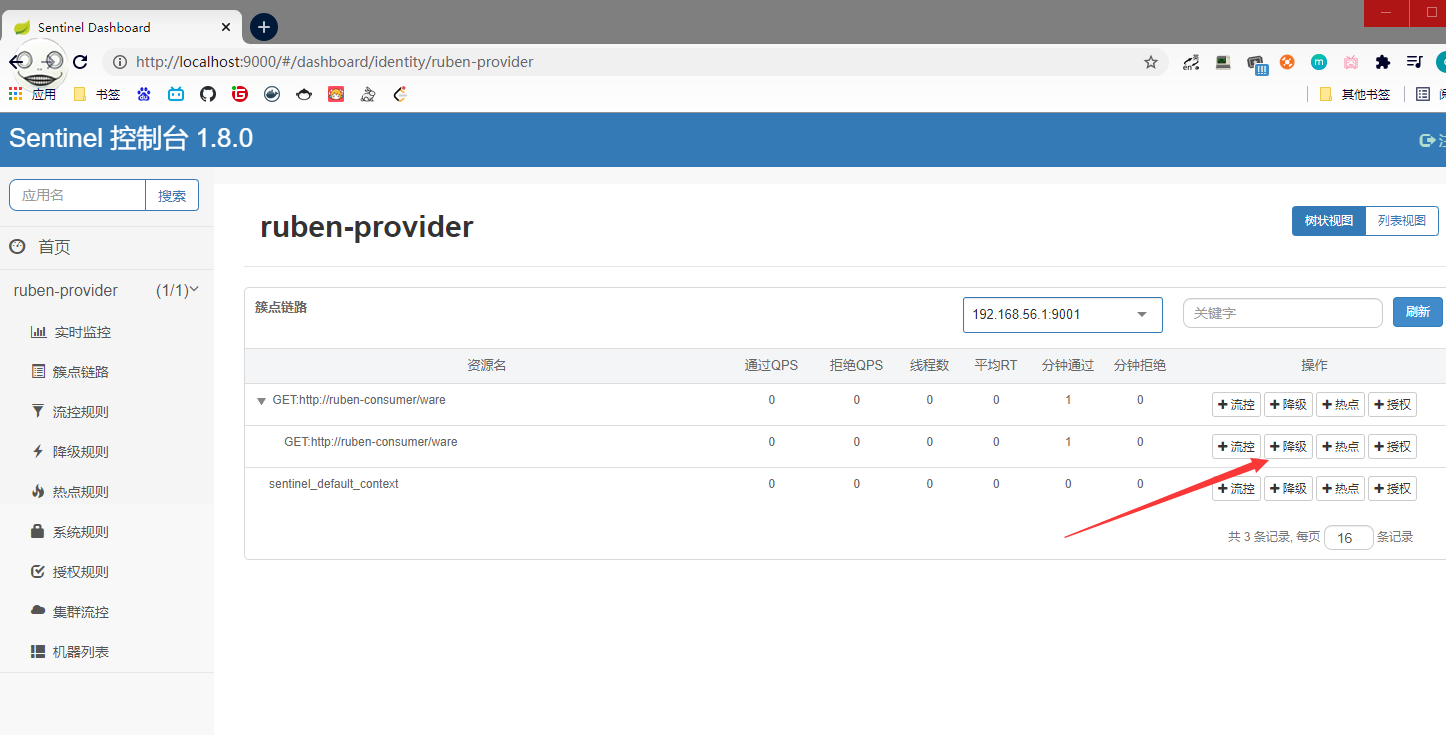 Sentinel Dashboard
http://localhost:9000/#/dashboard/identity/ruben-provider
应用 书签 其他书签
Sentinel 控制台 1.8.0
应用名 搜索
首页
ruben-provider (1/1)
实时监控
簇点链路
流控规则
降级规则
热点规则
系统规则
授权规则
集群流控
机器列表
ruben-provider 树状视图 列表视图
簇点链路 192.168.56.1:9001 关键字 刷新
资源名 通过QPS 拒绝QPS 线程数 平均RT 分钟通过 分钟拒绝 操作
GET:http://ruben-consumer/ware 0 0 0 0 1 0 流控 降级 热点 授权
GET:http://ruben-consumer/ware 0 0 0 0 1 0 流控 降级 热点 授权
sentinel_default_context 0 0 0 0 0 0 流控 降级 热点 授权
共 3 条记录, 每页 16 条记录